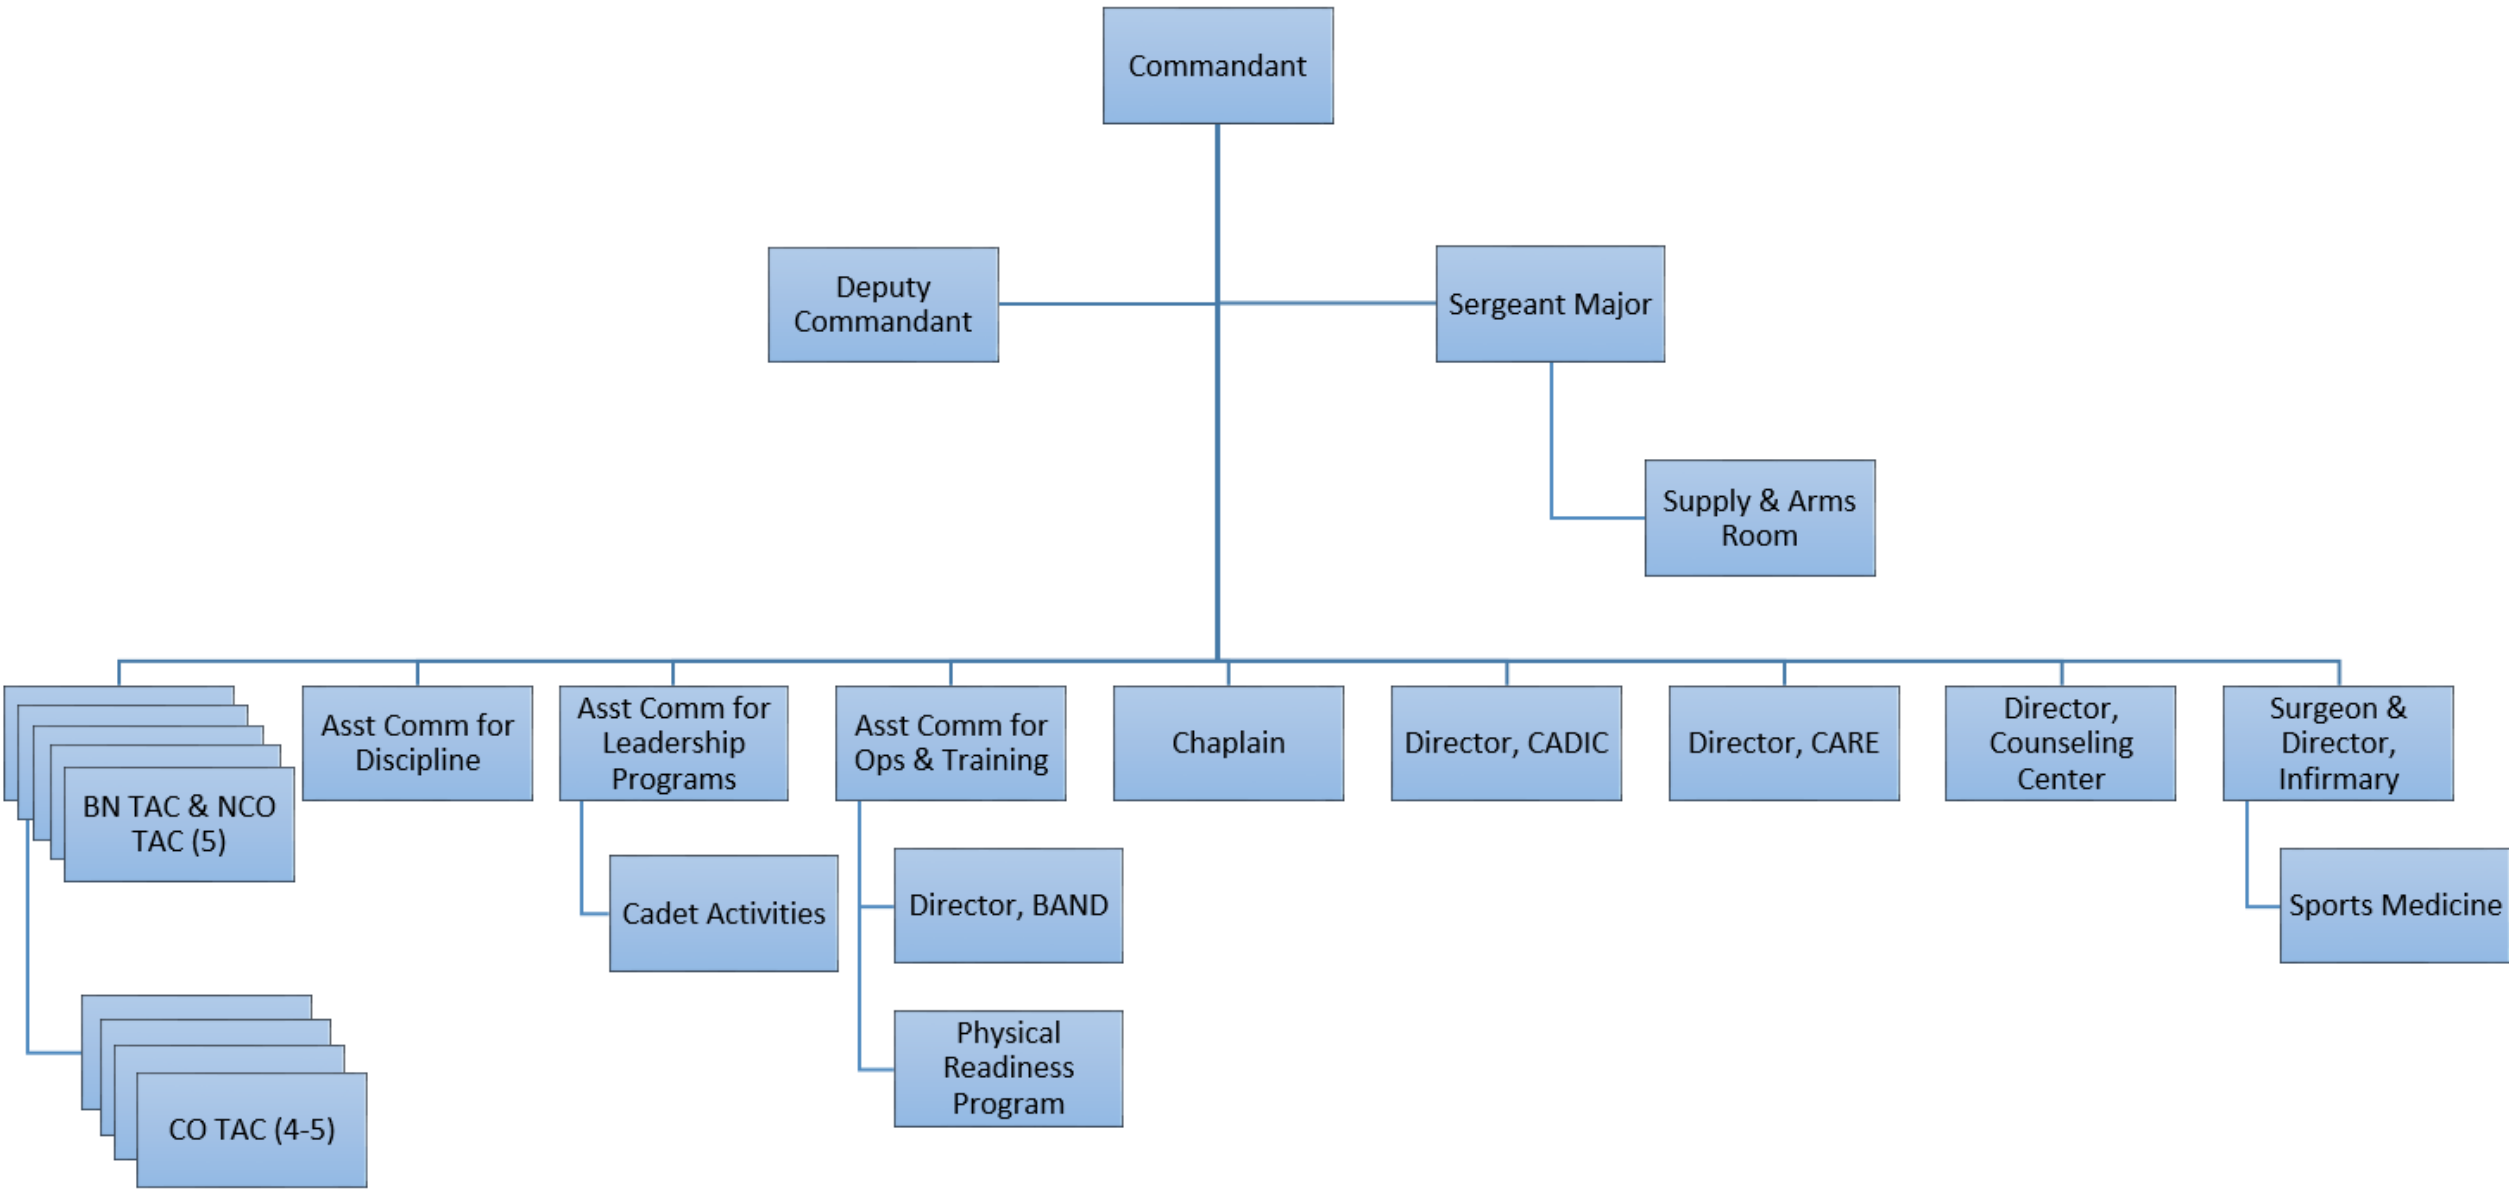 Commandant
Deputy
Commandant
Sergeant Major
Supply & Arms
Room
BN TAC & NCO
TAC (5)
Asst Comm for
Discipline
Asst Comm for
Leadership
Programs
Asst Comm for
Ops & Training
Chaplain
Director, CADIC
Director, CARE
Director,
Counseling
Center
Surgeon &
Director,
Infirmary
Cadet Activities
Director, BAND
Sports Medicine
Physical
Readiness
Program
CO TAC (4-5)